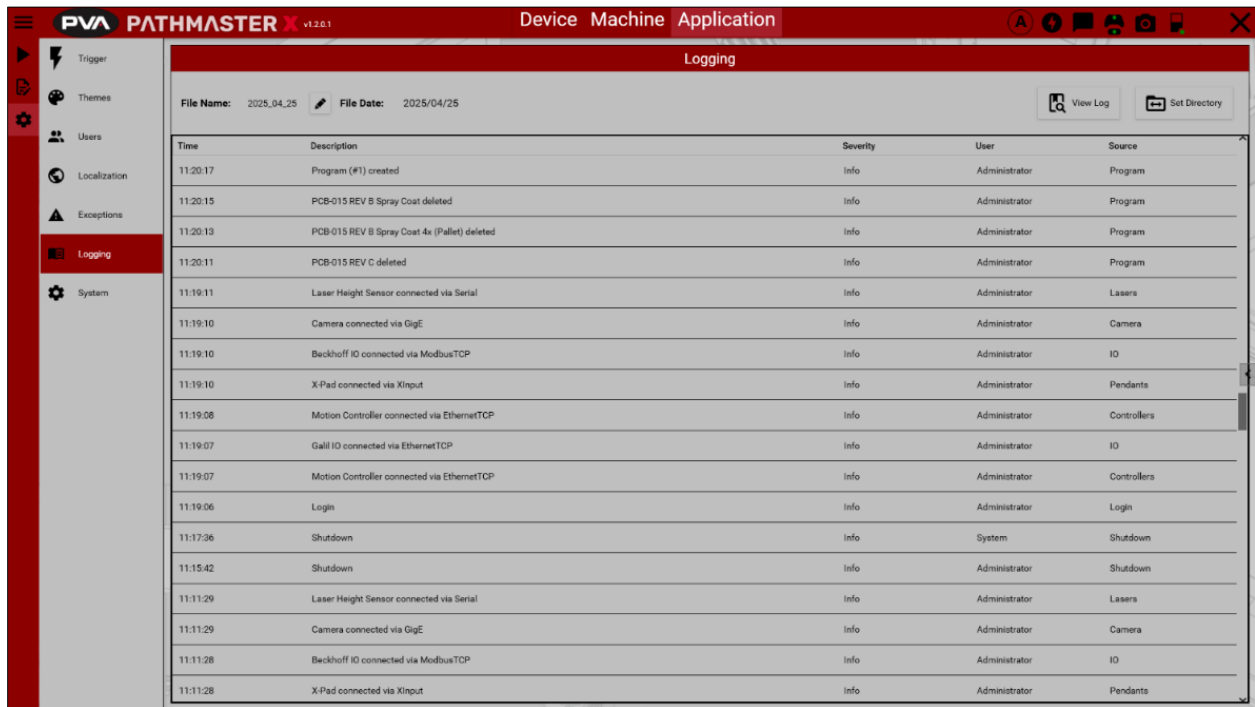 PVA PATHMASTER X v1.2.0.1 Device Machine Application A
Trigger
Themes
Users
Localization
Exceptions
Logging
System
Logging
File Name: 2025_04_25 File Date: 2025/04/25 View Log Set Directory
Time Description Severity User Source
11:20:17 Program (#1) created Info Administrator Program
11:20:15 PCB-015 REV B Spray Coat deleted Info Administrator Program
11:20:13 PCB-015 REV B Spray Coat 4x (Pallet) deleted Info Administrator Program
11:20:11 PCB-015 REV C deleted Info Administrator Program
11:19:11 Laser Height Sensor connected via Serial Info Administrator Lasers
11:19:10 Camera connected via GigE Info Administrator Camera
11:19:10 Beckhoff IO connected via ModbusTCP Info Administrator IO
11:19:10 X-Pad connected via XInput Info Administrator Pendants
11:19:08 Motion Controller connected via EthernetTCP Info Administrator Controllers
11:19:07 Galil IO connected via EthernetTCP Info Administrator IO
11:19:07 Motion Controller connected via EthernetTCP Info Administrator Controllers
11:19:06 Login Info Administrator Login
11:17:36 Shutdown Info System Shutdown
11:15:42 Shutdown Info Administrator Shutdown
11:11:29 Laser Height Sensor connected via Serial Info Administrator Lasers
11:11:29 Camera connected via GigE Info Administrator Camera
11:11:28 Beckhoff IO connected via ModbusTCP Info Administrator IO
11:11:28 X-Pad connected via XInput Info Administrator Pendants